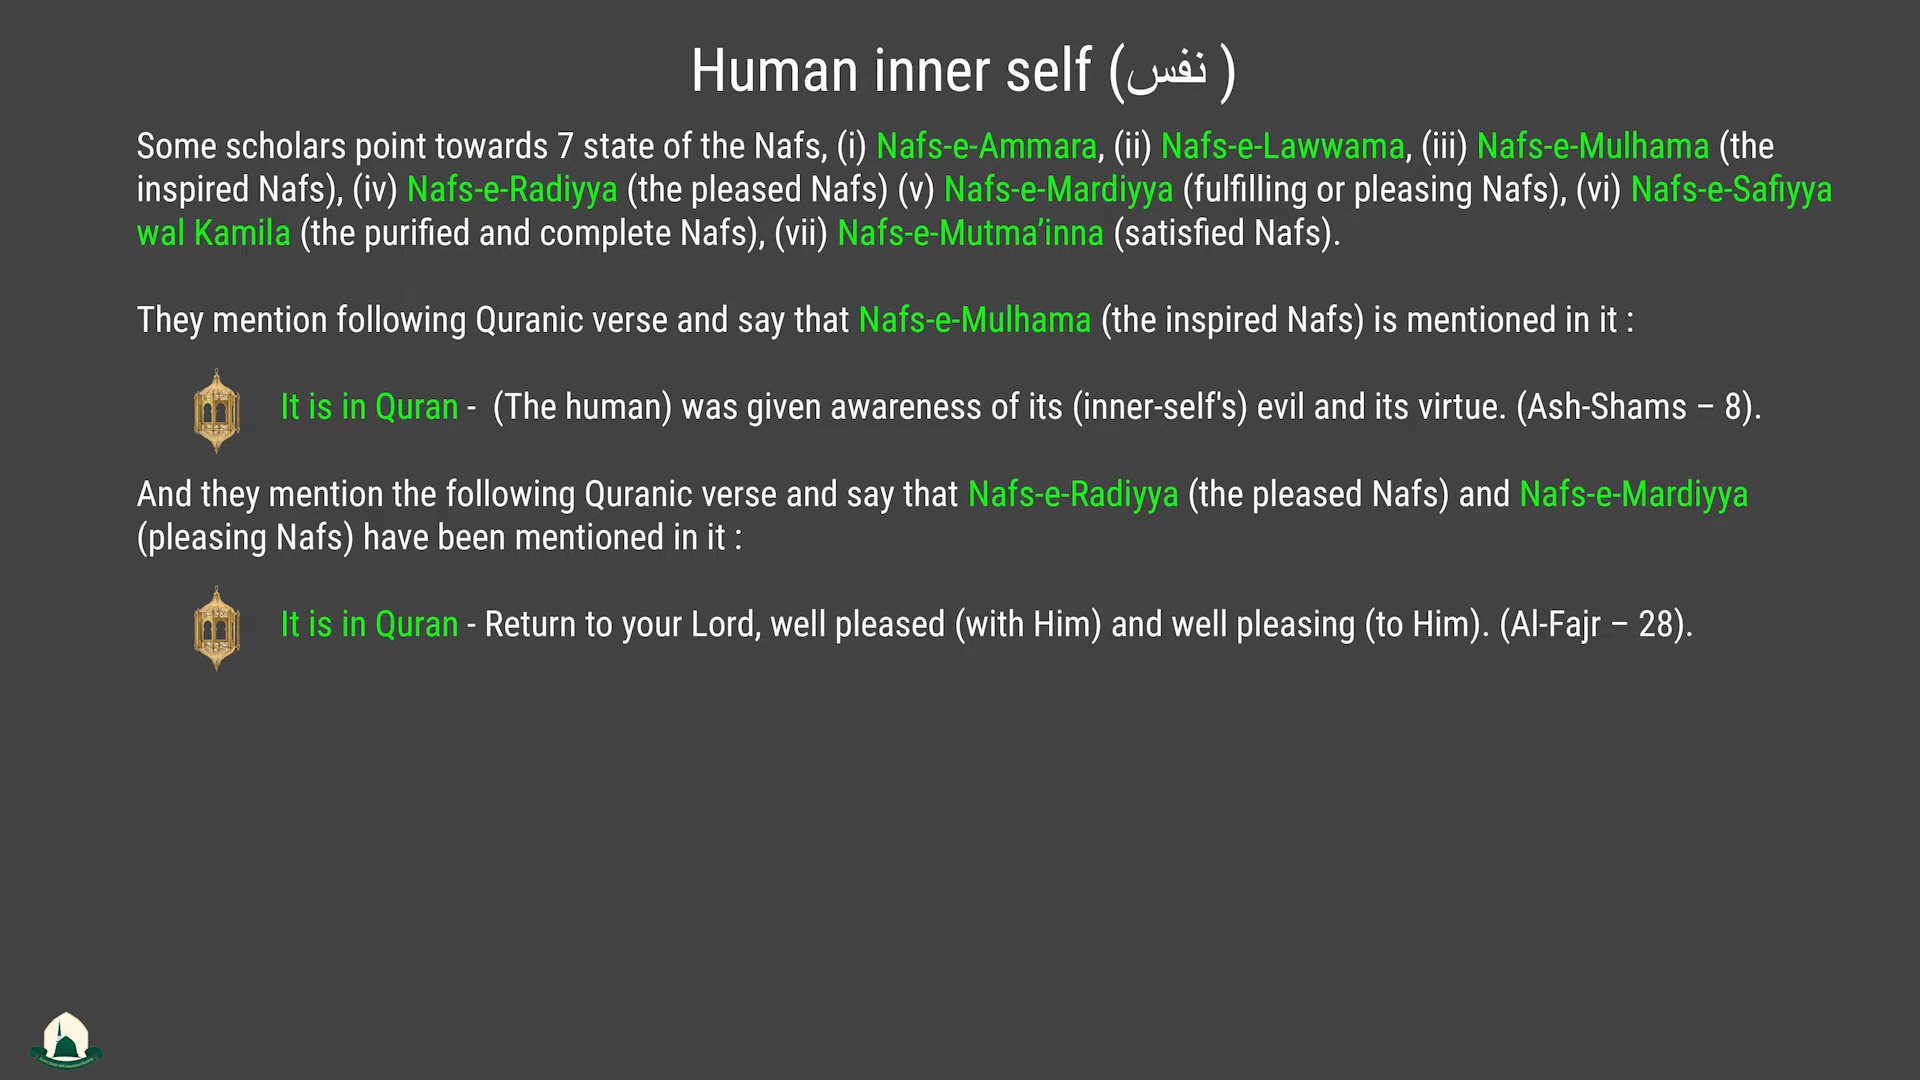 Human inner self (نفس )
Some scholars point towards 7 state of the Nafs, (i) Nafs-e-Ammara, (ii) Nafs-e-Lawwama, (iii) Nafs-e-Mulhama (the
inspired Nafs), (iv) Nafs-e-Radiyya (the pleased Nafs) (v) Nafs-e-Mardiyya (fulfilling or pleasing Nafs), (vi) Nafs-e-Safiyya
wal Kamila (the purified and complete Nafs), (vii) Nafs-e-Mutma’inna (satisfied Nafs).
They mention following Quranic verse and say that Nafs-e-Mulhama (the inspired Nafs) is mentioned in it :
It is in Quran - (The human) was given awareness of its (inner-self's) evil and its virtue. (Ash-Shams – 8).
And they mention the following Quranic verse and say that Nafs-e-Radiyya (the pleased Nafs) and Nafs-e-Mardiyya
(pleasing Nafs) have been mentioned in it :
It is in Quran - Return to your Lord, well pleased (with Him) and well pleasing (to Him). (Al-Fajr – 28).